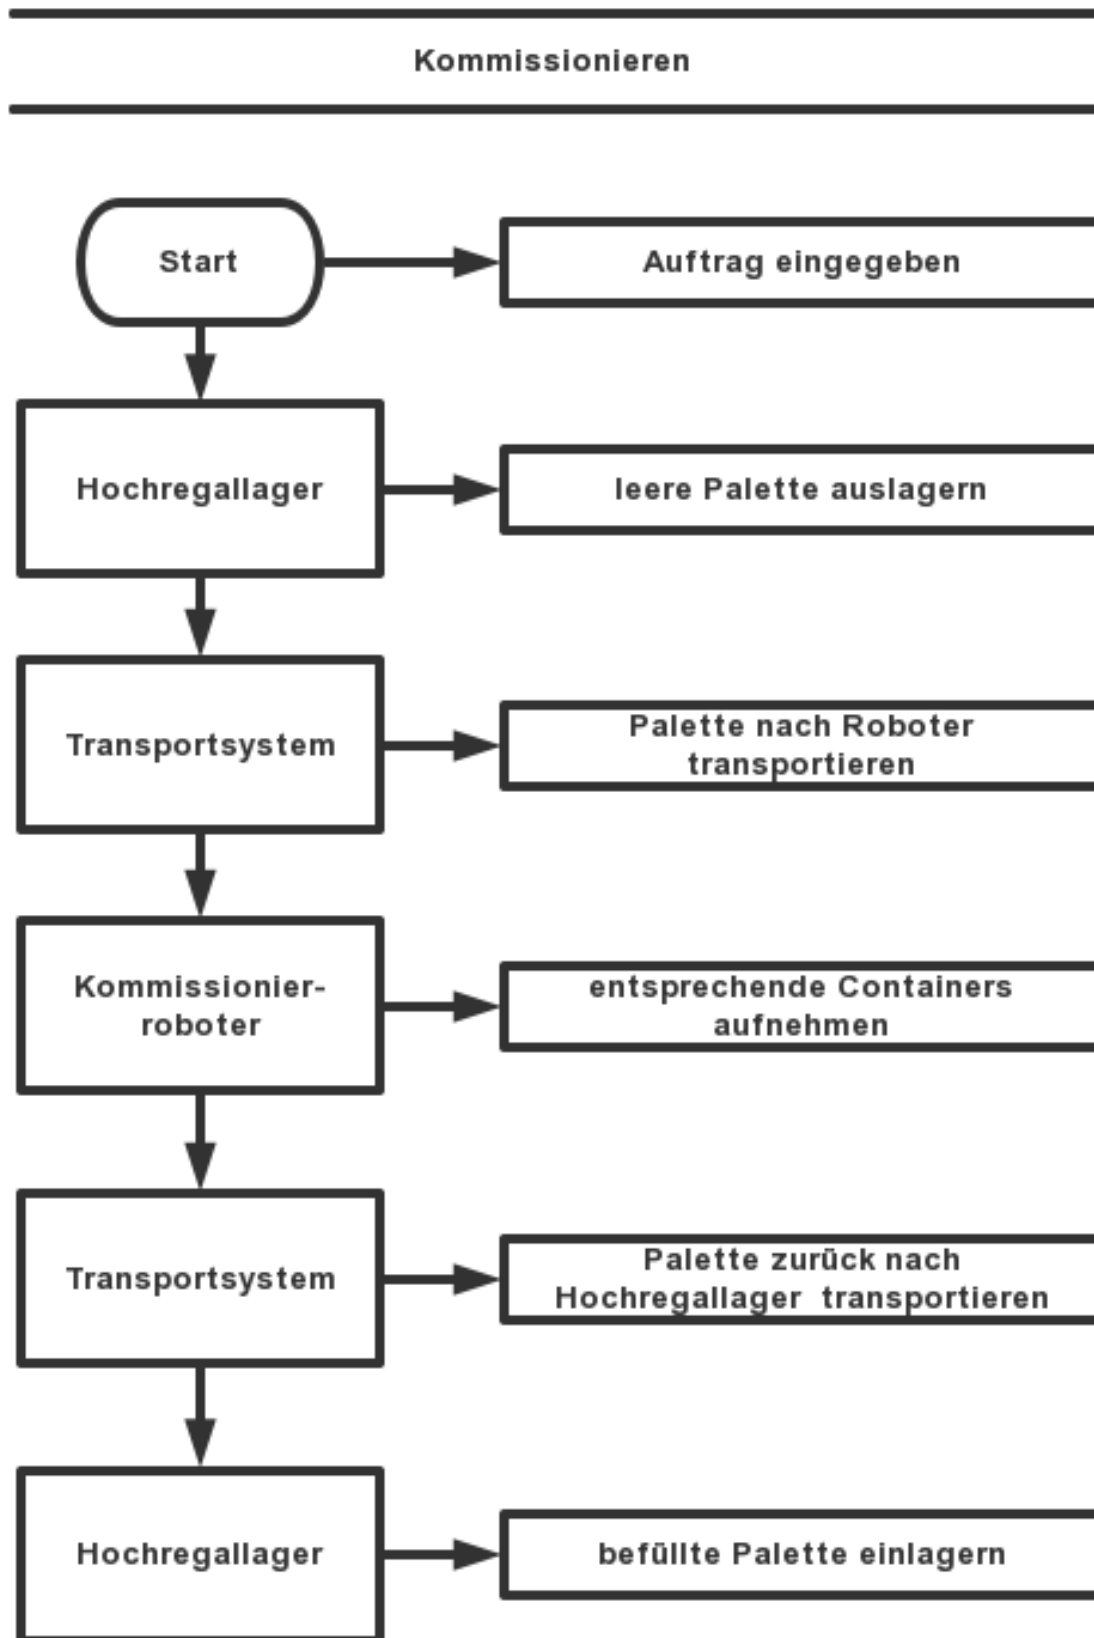 Kommissionieren
Start
Auftrag eingegeben
Hochregallager
leere Palette auslagern
Transportsystem
Palette nach Roboter
transportieren
Kommissionier-
roboter
entsprechende Containers
aufnehmen
Transportsystem
Palette zurück nach
Hochregallager transportieren
Hochregallager
befüllte Palette einlagern